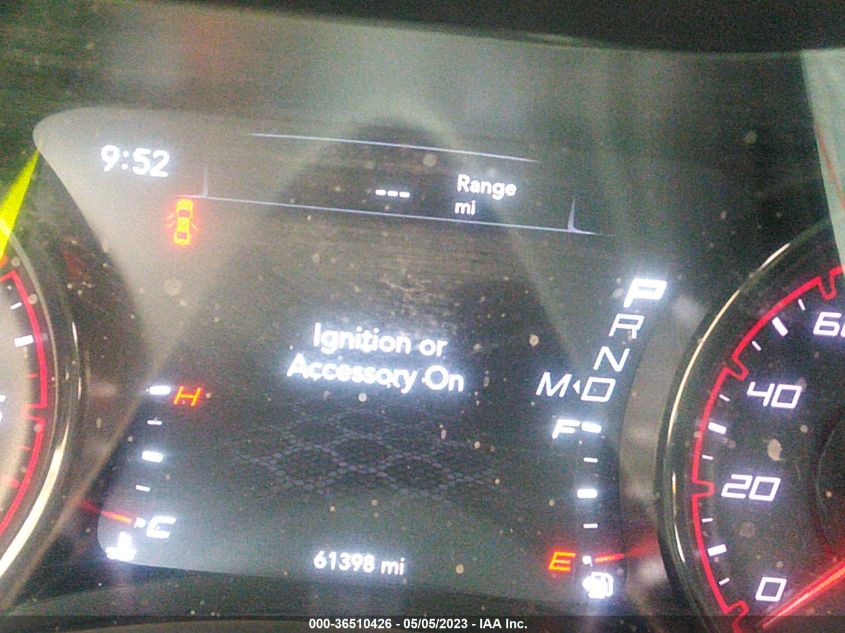 9:52
--- Range
mi
Ignition or
Accessory On
P
R
N
M D
H
F
C
E
61398 mi
60
40
20
0
000-36510426 - 05/05/2023 - IAA Inc.